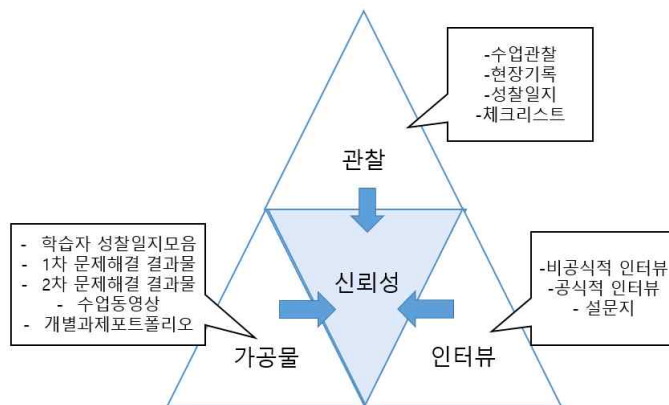 -수업관찰
-현장기록
-성찰일지
-체크리스트
관찰
- 학습자 성찰일지모음
- 1차 문제해결 결과물
- 2차 문제해결 결과물
- 수업동영상
- 개별과제포트폴리오
신뢰성
-비공식적 인터뷰
-공식적 인터뷰
- 설문지
가공물
인터뷰